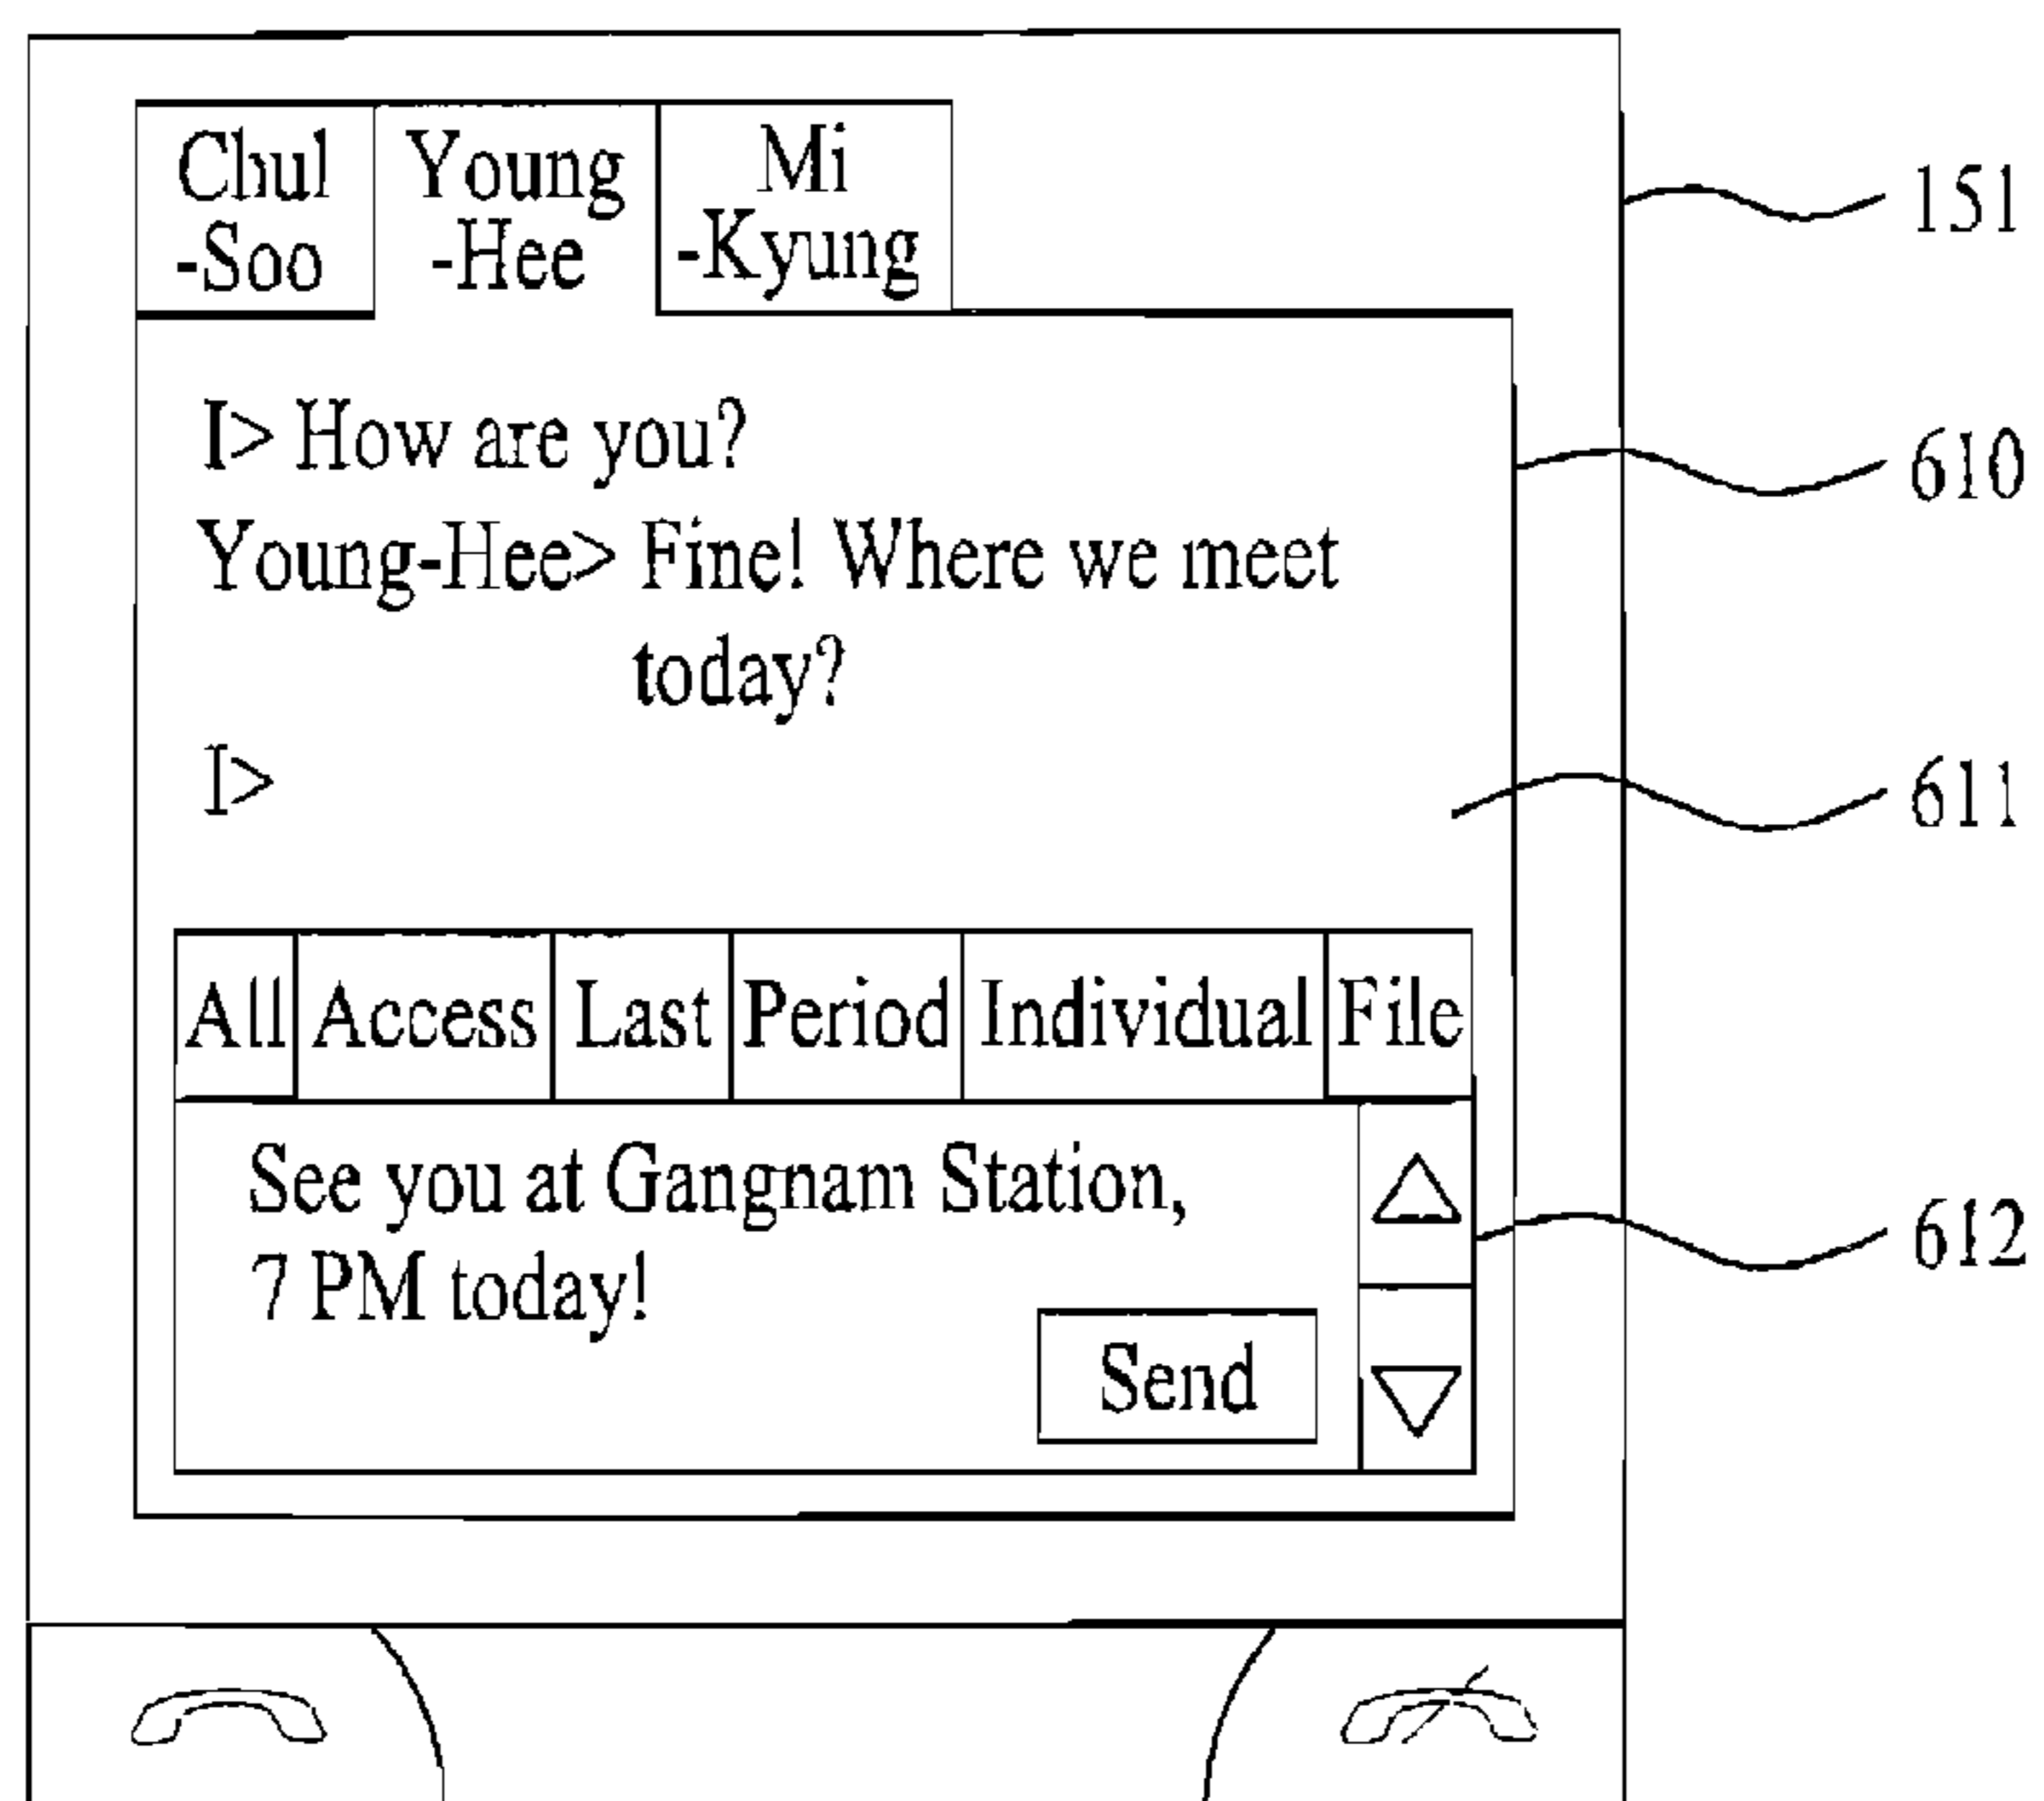 Chul
-Soo
Young
-Hee
Mi
-Kyung
151
I> How are you?
610
Young-Hee> Fine! Where we meet
today?
I>
611
All Access Last Period Individual File
See you at Gangnam Station,
7 PM today!
612
Send